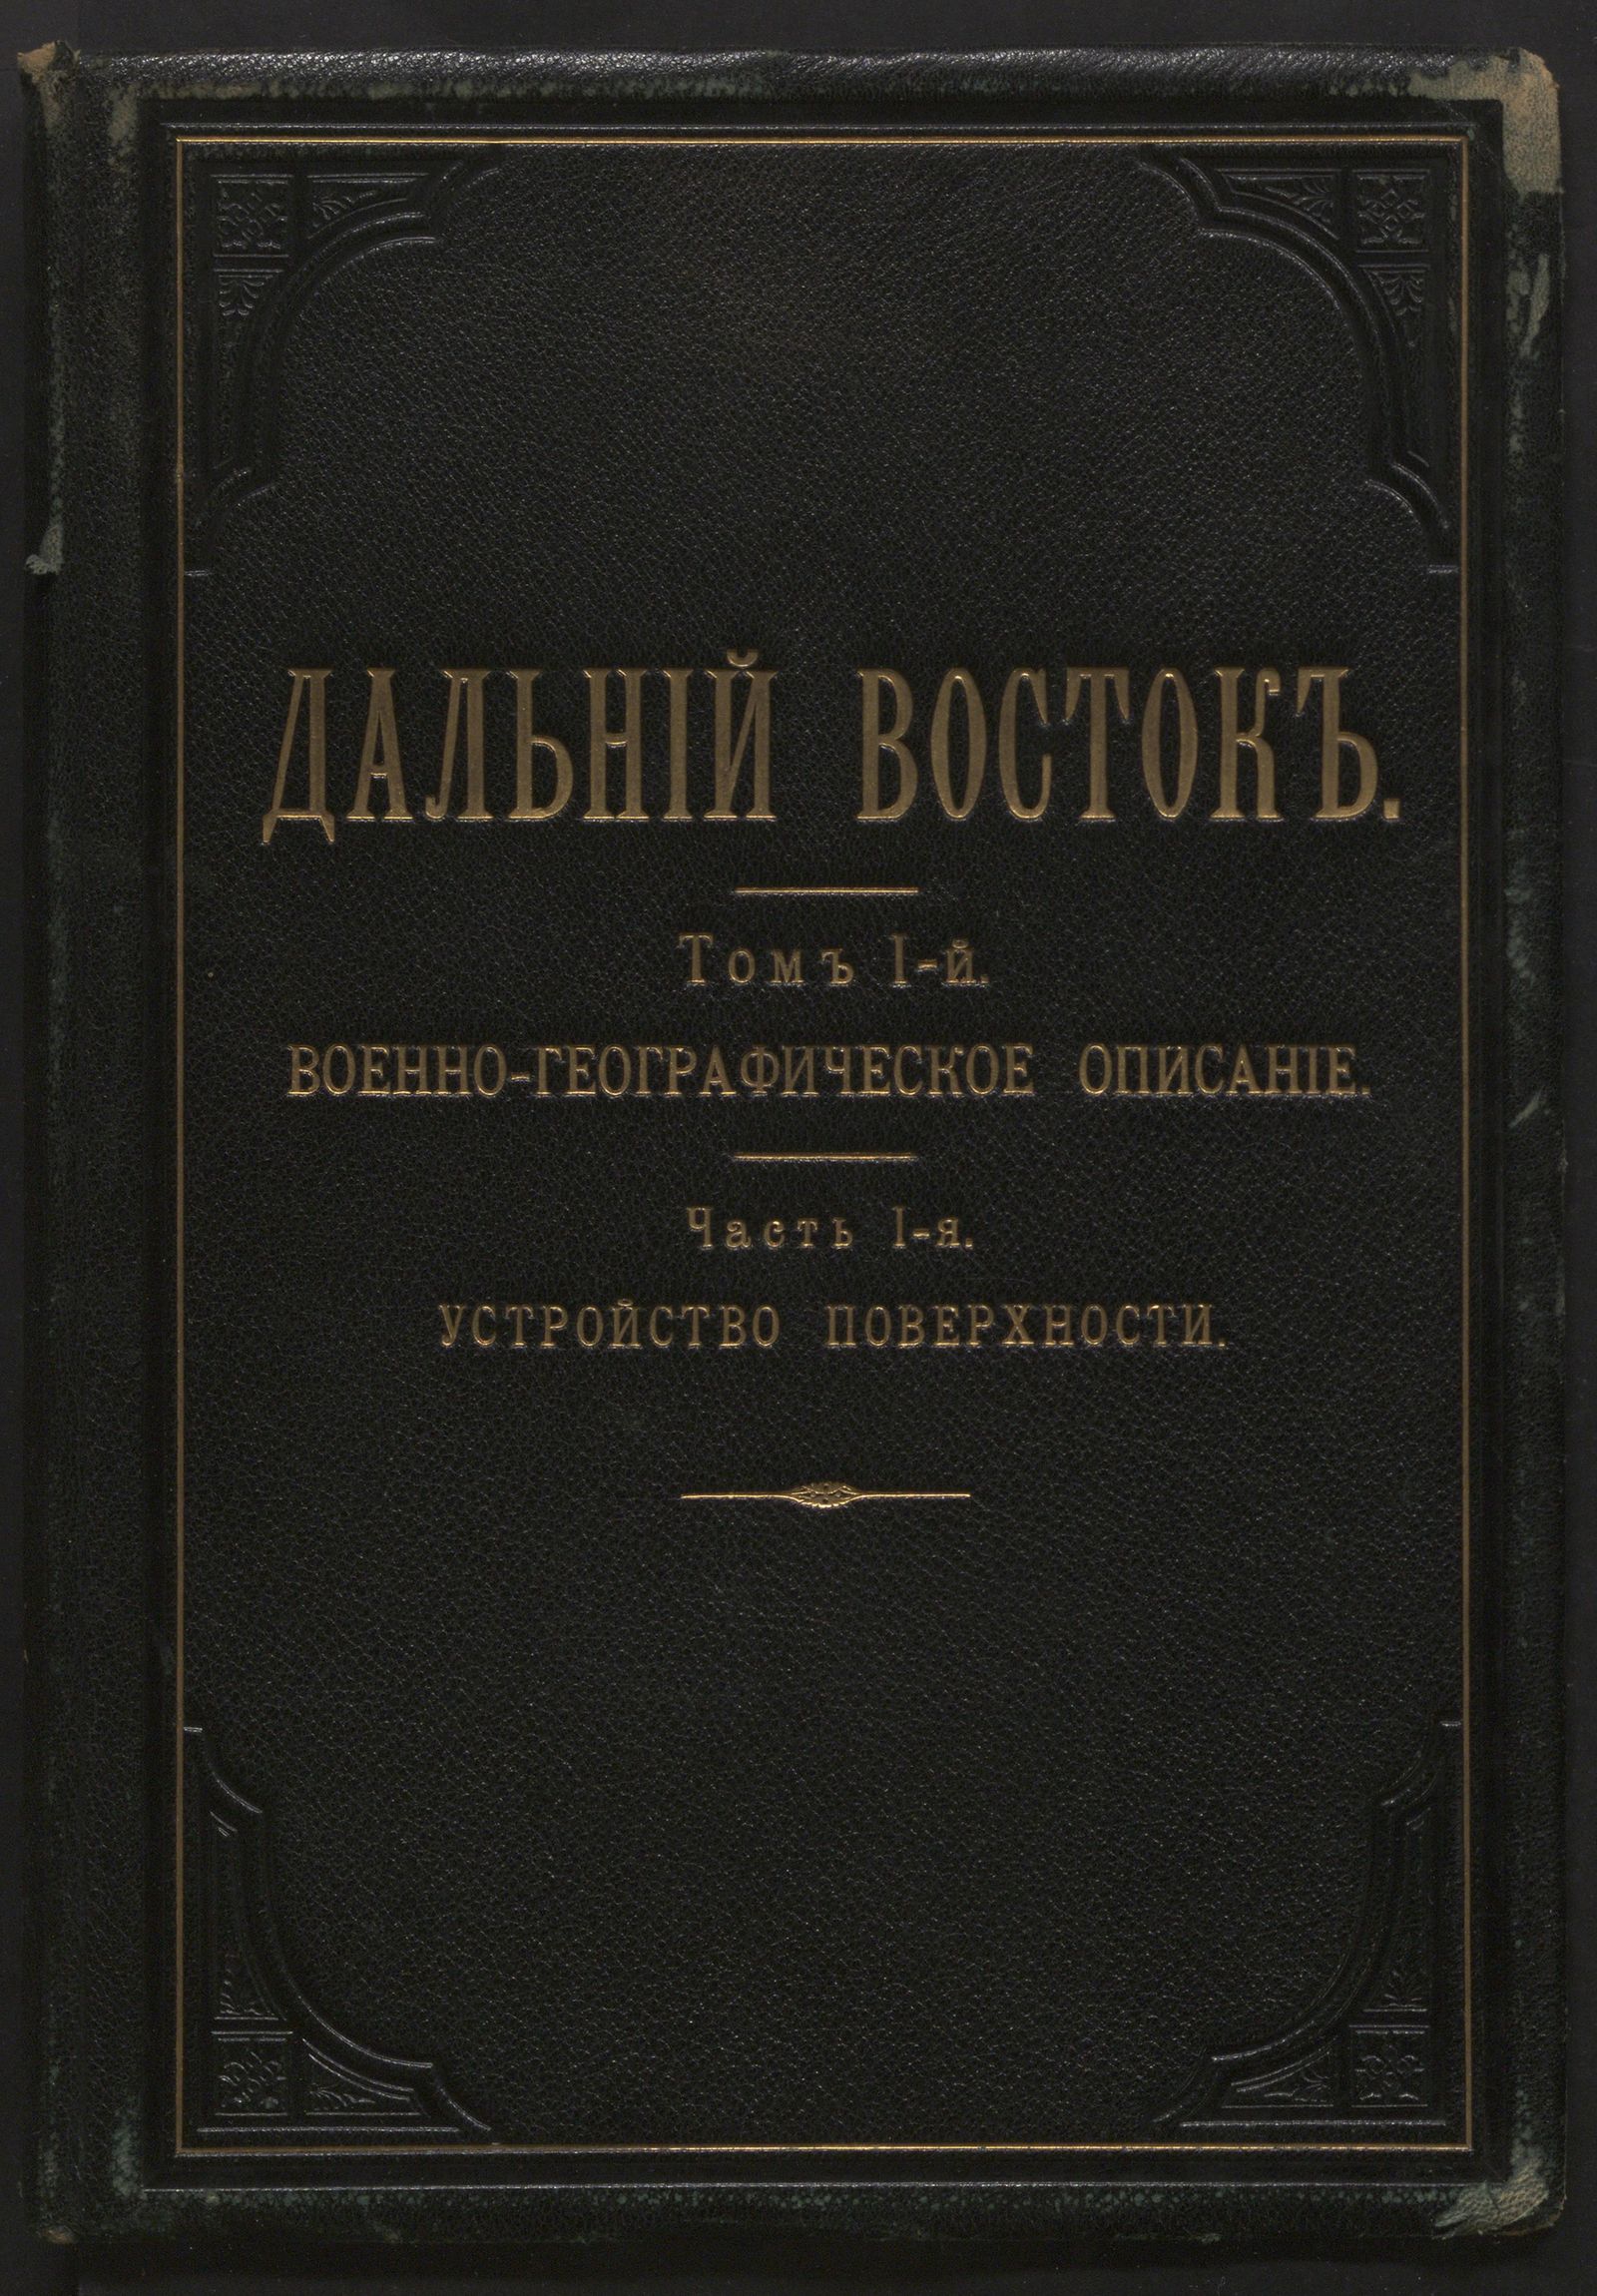 ДАЛЬНІЙ ВОСТОКЪ.
Томъ I-й.
ВОЕННО-ГЕОГРАФИЧЕСКОЕ ОПИСАНІЕ.
Часть I-я.
УСТРОЙСТВО ПОВЕРХНОСТИ.